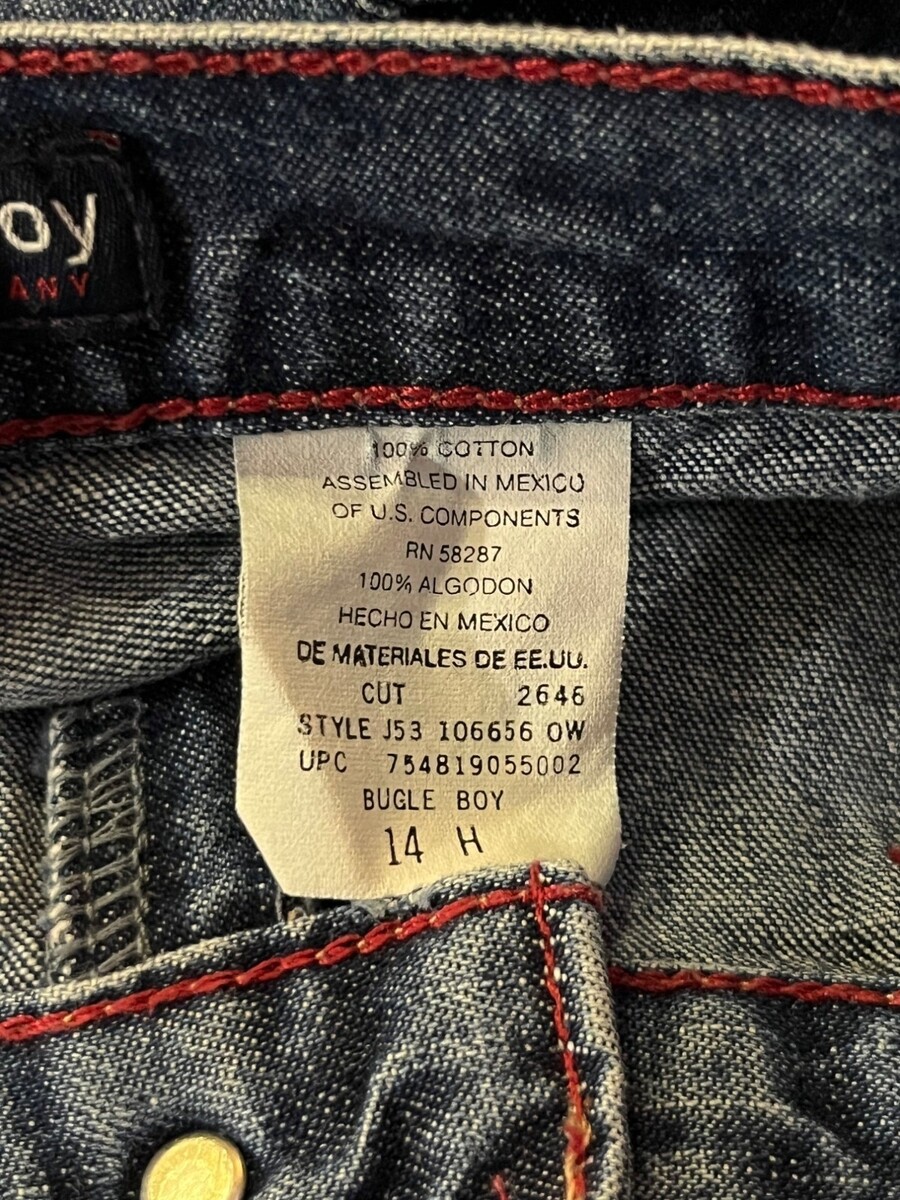 oy
ANY
100% COTTON
ASSEMBLED IN MEXICO
OF U.S. COMPONENTS
RN 58287
100% ALGODON
HECHO EN MEXICO
DE MATERIALES DE EE.UU.
CUT 2646
STYLE J53 I06656 OW
UPC 754819055002
BUGLE BOY
14 H